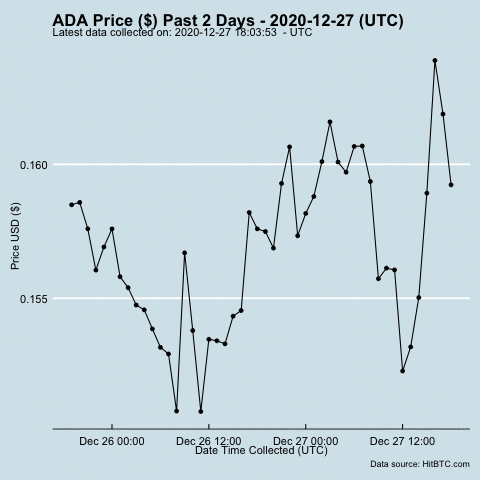 ADA Price ($) Past 2 Days - 2020-12-27 (UTC)
Latest data collected on: 2020-12-27 18:03:53 - UTC
0.160
Price USD ($)
0.155
Dec 26 00:00 Dec 26 12:00 Dec 27 00:00 Dec 27 12:00
Date Time Collected (UTC)
Data source: HitBTC.com